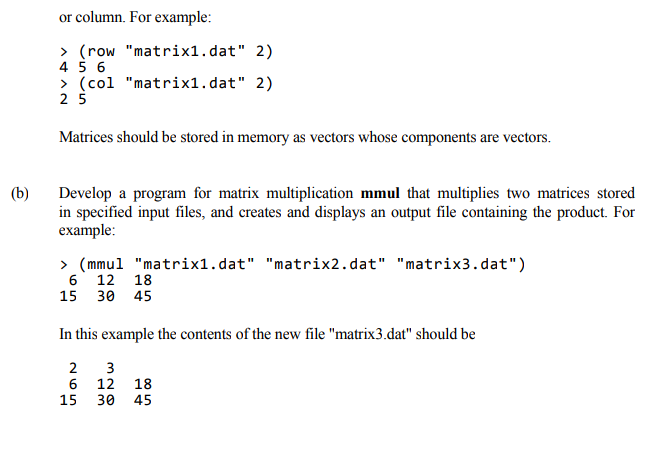 or column. For example:
> (row "matrix1.dat" 2)
4 5 6
> (col "matrix1.dat" 2)
2 5
Matrices should be stored in memory as vectors whose components are vectors.
(b) Develop a program for matrix multiplication mmul that multiplies two matrices stored
in specified input files, and creates and displays an output file containing the product. For
example:
> (mmul "matrix1.dat" "matrix2.dat" "matrix3.dat")
6 12 18
15 30 45
In this example the contents of the new file "matrix3.dat" should be
2 3
6 12 18
15 30 45